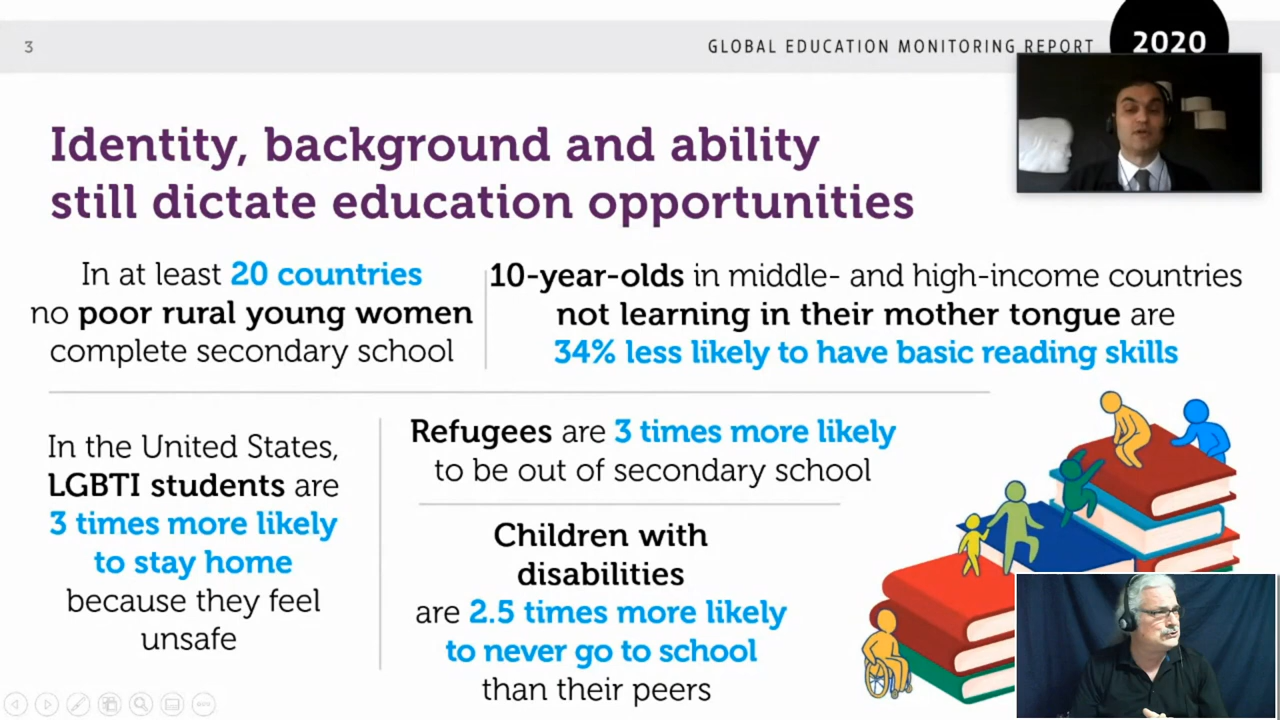 3
GLOBAL EDUCATION MONITORING REPORT
2020
Identity, background and ability
still dictate education opportunities
In at least 20 countries
no poor rural young women
complete secondary school
10-year-olds in middle- and high-income countries
not learning in their mother tongue are
34% less likely to have basic reading skills
In the United States,
LGBTI students are
3 times more likely
to stay home
because they feel
unsafe
Refugees are 3 times more likely
to be out of secondary school
Children with
disabilities
are 2.5 times more likely
to never go to school
than their peers